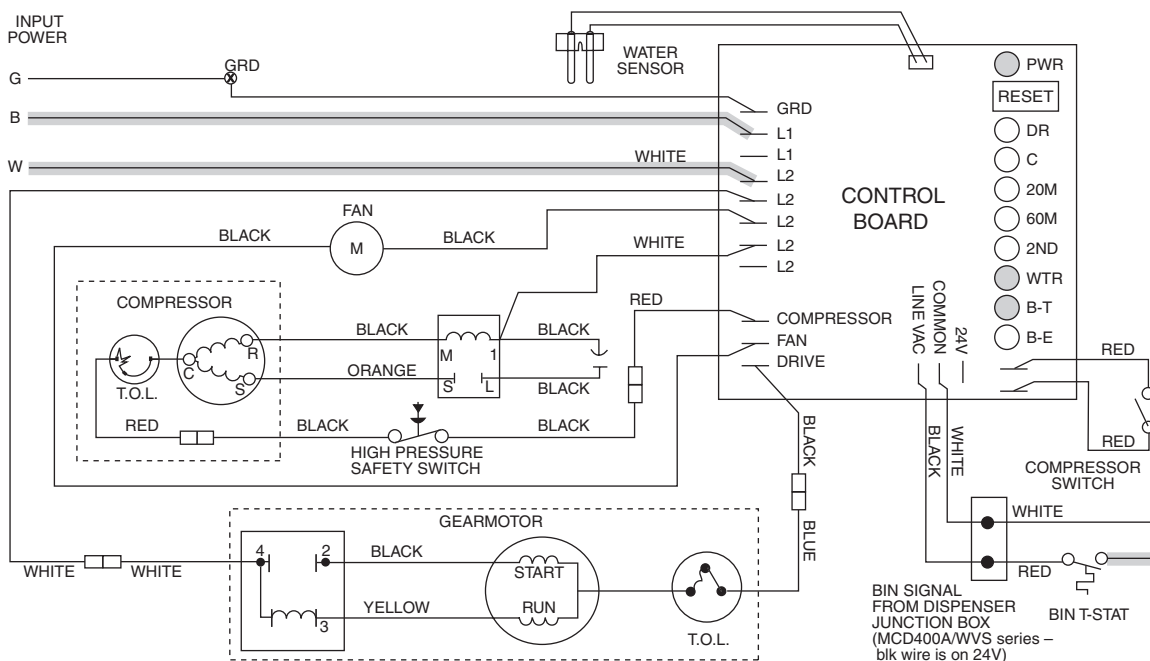 INPUT
POWER
G
GRD
B
W
WHITE
WATER
SENSOR
GRD
L1
L1
L2
L2
L2
L2
L2
CONTROL
BOARD
PWR
RESET
DR
C
20M
60M
2ND
WTR
B-T
B-E
FAN
BLACK
M
BLACK
WHITE
RED
COMPRESSOR
FAN
DRIVE
LINE VAC
COMMON
24V
RED
RED
COMPRESSOR
SWITCH
COMPRESSOR
T.O.L.
C
R
S
BLACK
ORANGE
M
1
S
L
BLACK
BLACK
RED
BLACK
BLACK
HIGH PRESSURE
SAFETY SWITCH
BLACK
BLUE
BLACK
WHITE
GEARMOTOR
WHITE
WHITE
4
2
3
BLACK
YELLOW
START
RUN
T.O.L.
WHITE
RED
BIN T-STAT
BIN SIGNAL
FROM DISPENSER
JUNCTION BOX
(MCD400A/WVS series –
blk wire is on 24V)